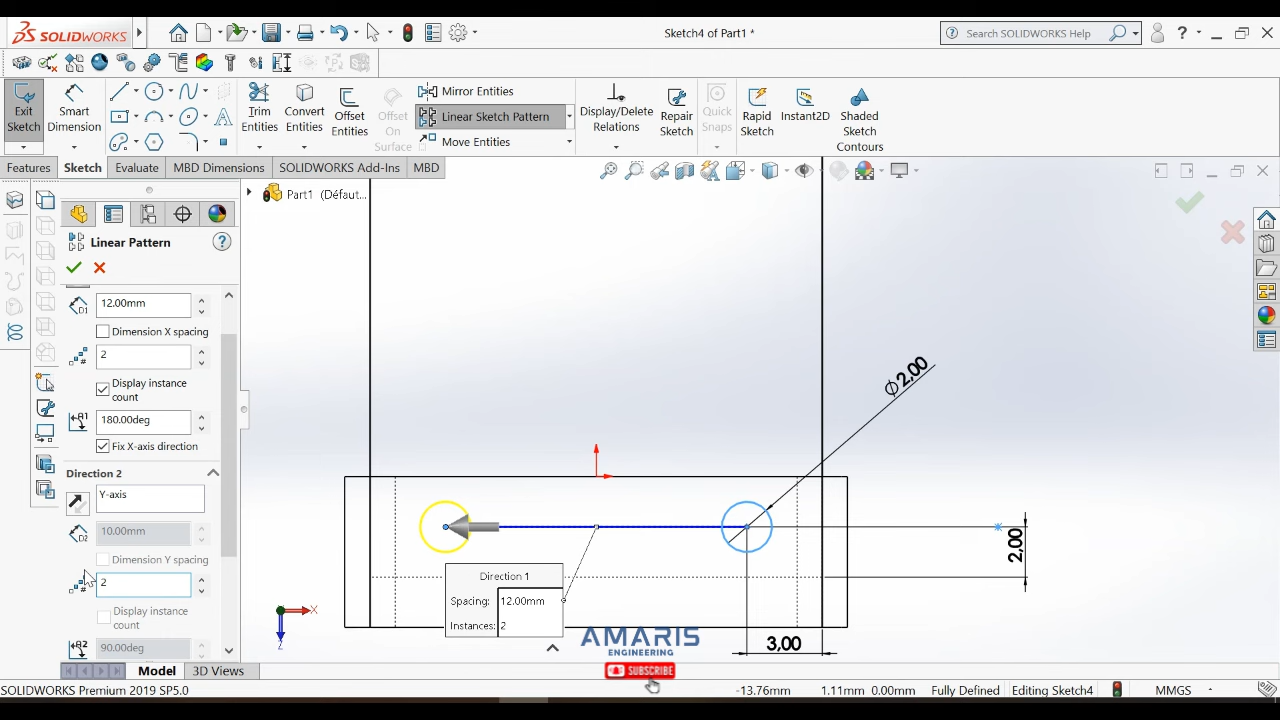 SOLIDWORKS
Sketch4 of Part1 *
Search SOLIDWORKS Help
?
Exit Sketch
Smart Dimension
Trim Entities
Convert Entities
Offset Entities
Offset On Surface
Mirror Entities
Linear Sketch Pattern
Move Entities
Display/Delete Relations
Repair Sketch
Quick Snaps
Rapid Sketch
Instant2D
Shaded Sketch Contours
Features
Sketch
Evaluate
MBD Dimensions
SOLIDWORKS Add-Ins
MBD
Part1 (Défaut...
Linear Pattern
?
12.00mm
Dimension X spacing
2
Display instance count
180.00deg
Fix X-axis direction
Direction 2
Y-axis
10.00mm
Dimension Y spacing
2
Display instance count
90.00deg
Ø2,00
2,00
3,00
Direction 1
Spacing: 12.00mm
Instances: 2
X
Z
AMARIS
ENGINEERING
SUBSCRIBE
Model
3D Views
SOLIDWORKS Premium 2019 SP5.0
-13.76mm
1.11mm 0.00mm
Fully Defined
Editing Sketch4
MMGS